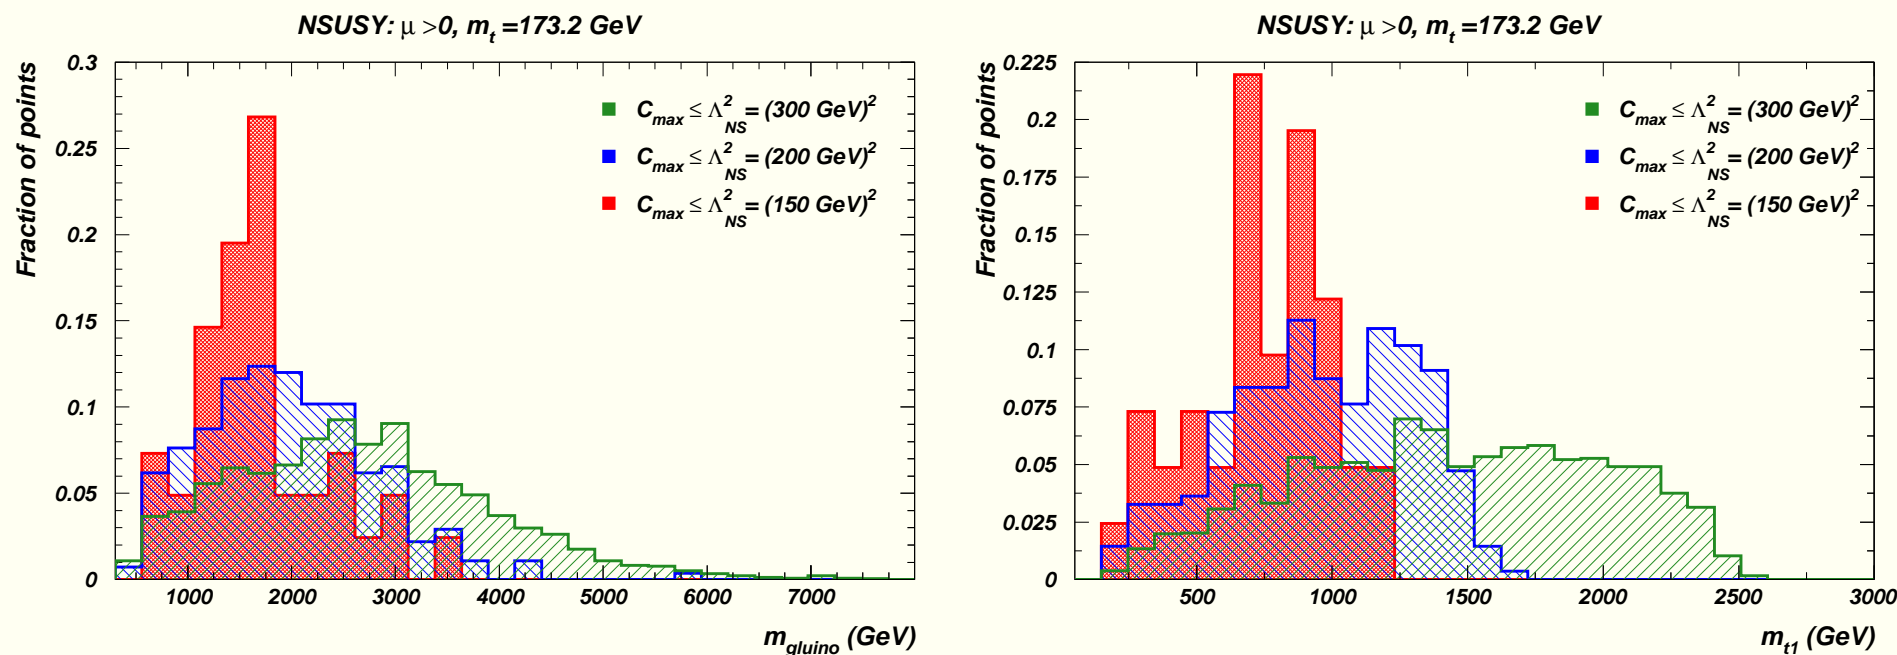 NSUSY: μ >0, m_t =173.2 GeV
Fraction of points
0.3
0.25
0.2
0.15
0.1
0.05
0
C_max ≤ Λ²_NS = (300 GeV)²
C_max ≤ Λ²_NS = (200 GeV)²
C_max ≤ Λ²_NS = (150 GeV)²
1000 2000 3000 4000 5000 6000 7000
m_gluino (GeV)
NSUSY: μ >0, m_t =173.2 GeV
Fraction of points
0.225
0.2
0.175
0.15
0.125
0.1
0.075
0.05
0.025
0
C_max ≤ Λ²_NS = (300 GeV)²
C_max ≤ Λ²_NS = (200 GeV)²
C_max ≤ Λ²_NS = (150 GeV)²
500 1000 1500 2000 2500 3000
m_t1 (GeV)